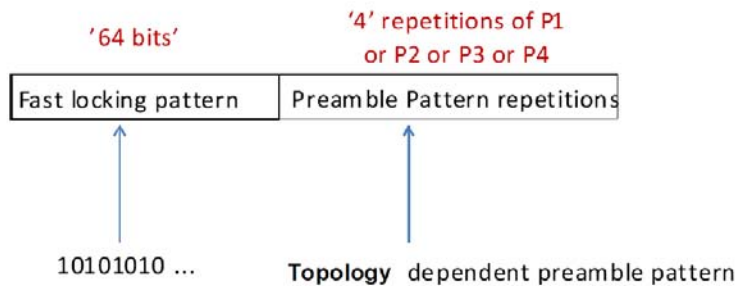 '64 bits'
'4' repetitions of P1
or P2 or P3 or P4
Fast locking pattern
Preamble Pattern repetitions
10101010 ...
Topology dependent preamble pattern